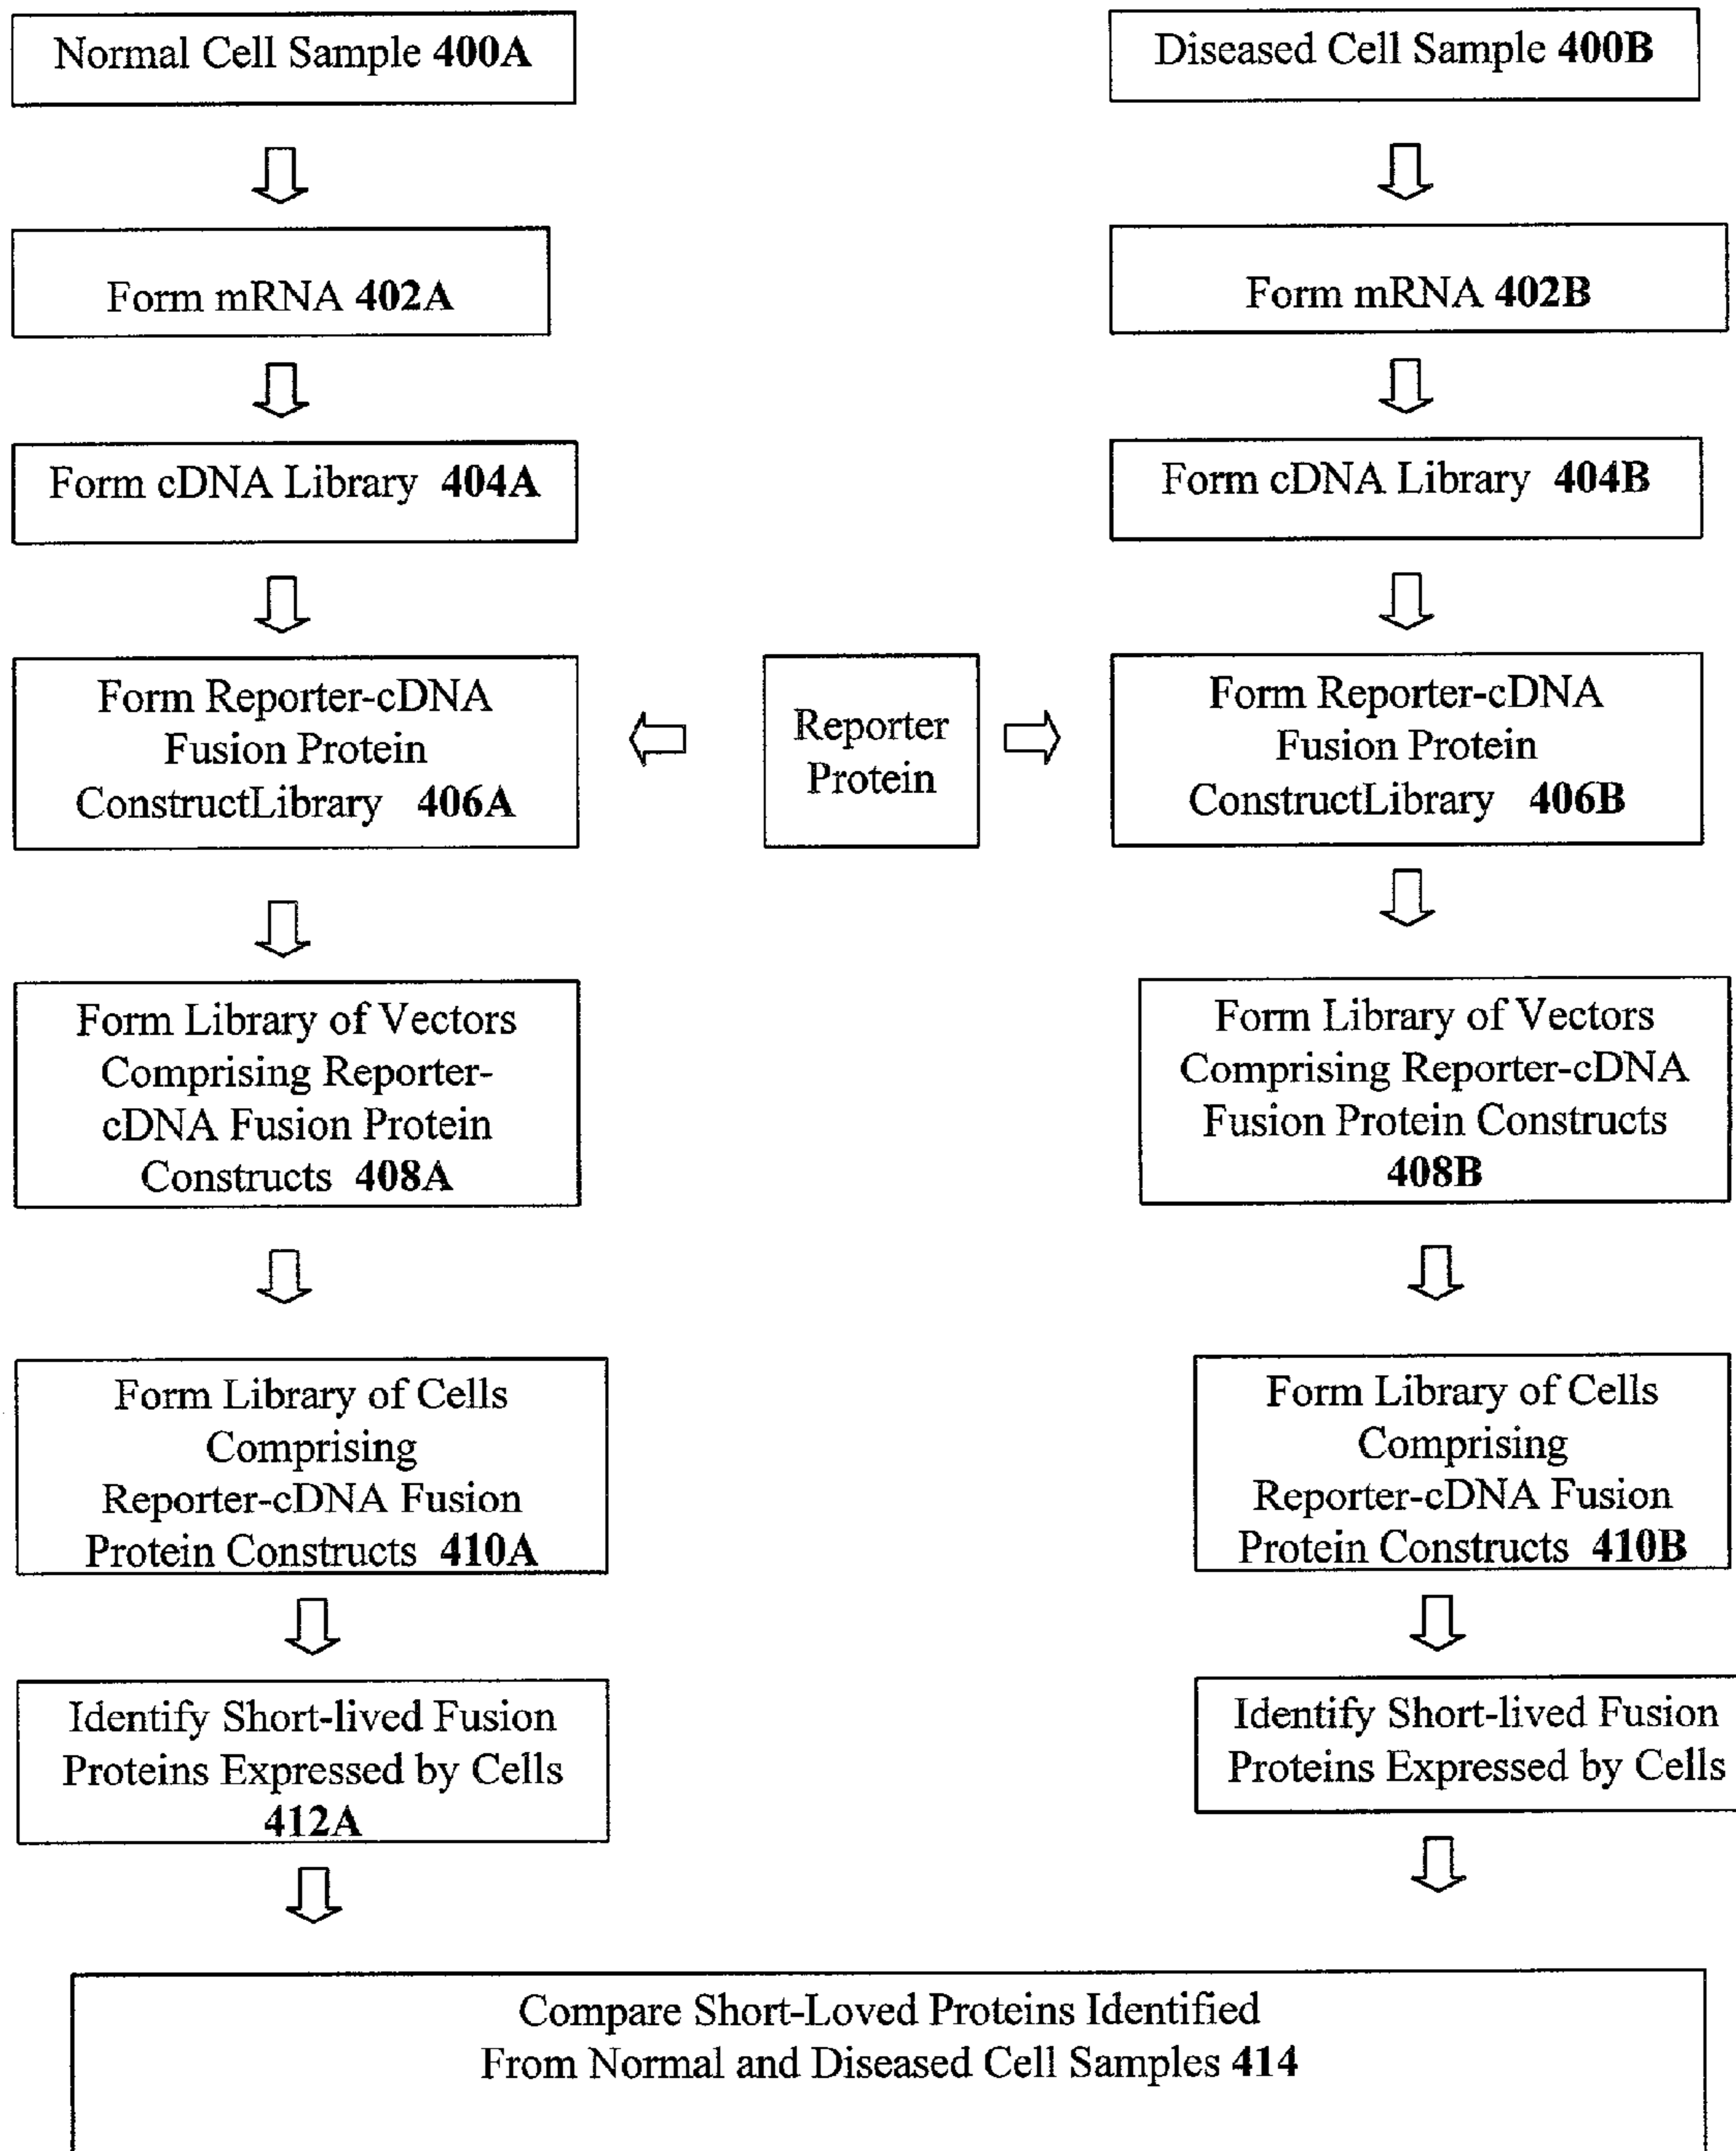 Normal Cell Sample 400A
Diseased Cell Sample 400B
Form mRNA 402A
Form mRNA 402B
Form cDNA Library 404A
Form cDNA Library 404B
Form Reporter-cDNA
Fusion Protein
ConstructLibrary 406A
Reporter
Protein
Form Reporter-cDNA
Fusion Protein
ConstructLibrary 406B
Form Library of Vectors
Comprising Reporter-
cDNA Fusion Protein
Constructs 408A
Form Library of Vectors
Comprising Reporter-cDNA
Fusion Protein Constructs
408B
Form Library of Cells
Comprising
Reporter-cDNA Fusion
Protein Constructs 410A
Form Library of Cells
Comprising
Reporter-cDNA Fusion
Protein Constructs 410B
Identify Short-lived Fusion
Proteins Expressed by Cells
412A
Identify Short-lived Fusion
Proteins Expressed by Cells
Compare Short-Loved Proteins Identified
From Normal and Diseased Cell Samples 414